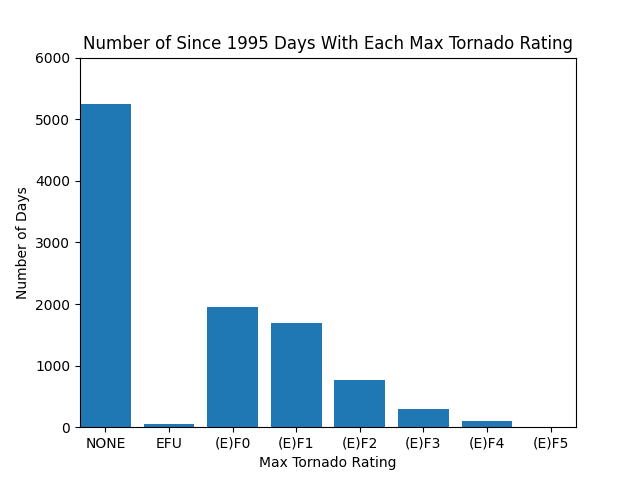 Number of Since 1995 Days With Each Max Tornado Rating
6000
5000
4000
3000
2000
1000
0
Number of Days
NONE EFU (E)F0 (E)F1 (E)F2 (E)F3 (E)F4 (E)F5
Max Tornado Rating